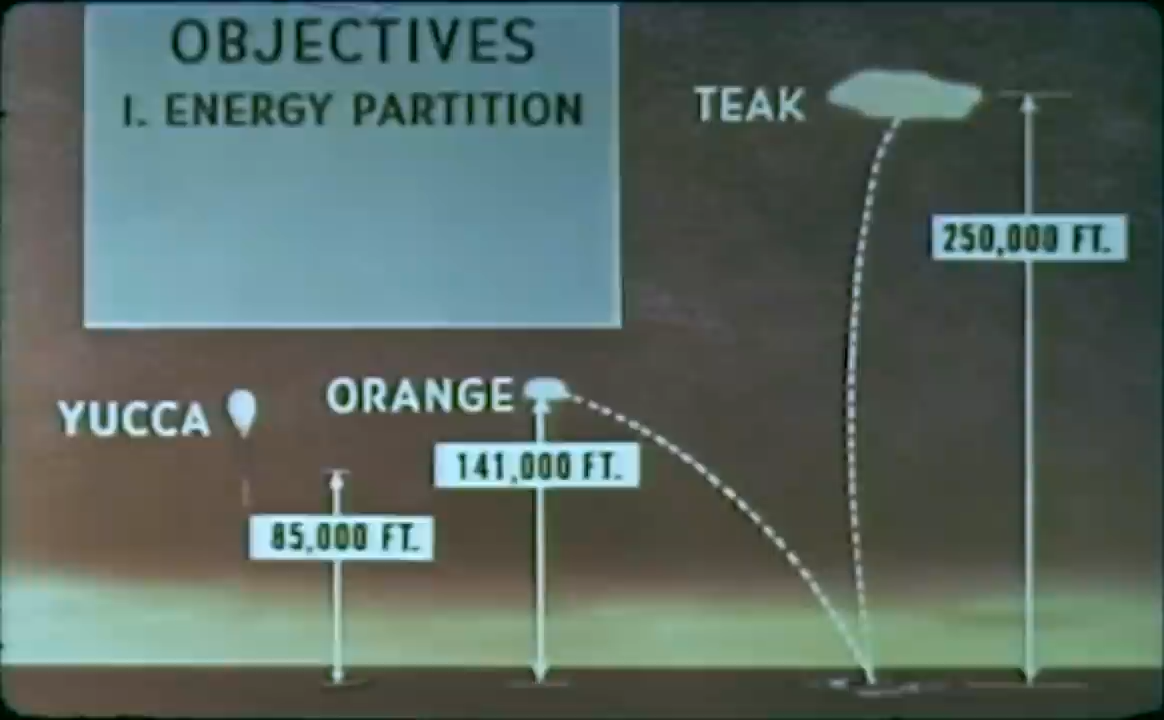 OBJECTIVES
I. ENERGY PARTITION
TEAK
250,000 FT.
YUCCA
ORANGE
141,000 FT.
85,000 FT.